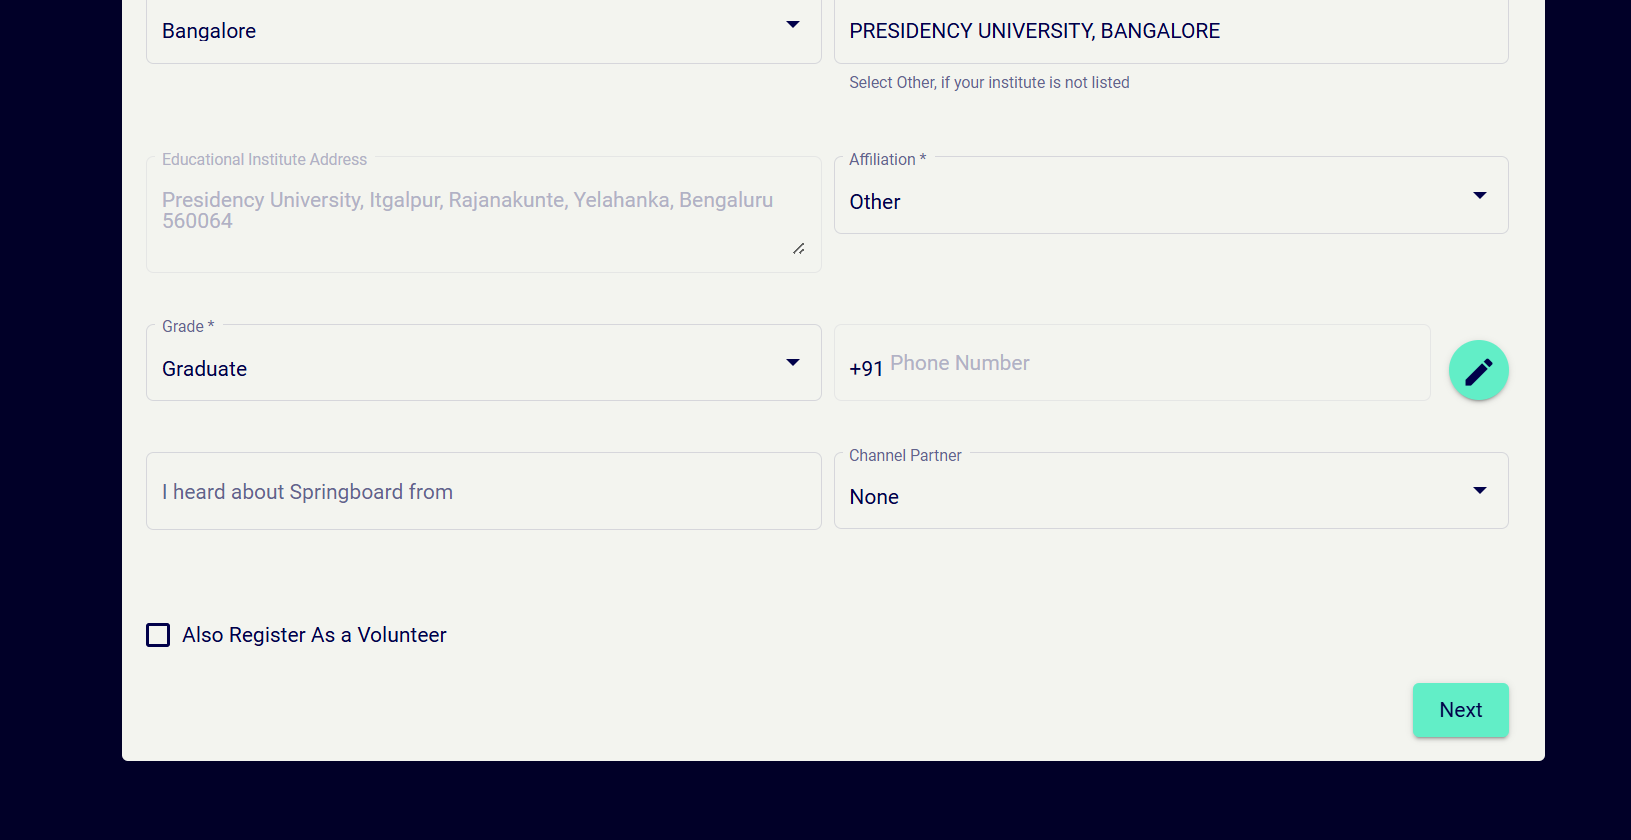 Bangalore
PRESIDENCY UNIVERSITY, BANGALORE
Select Other, if your institute is not listed
Educational Institute Address
Presidency University, Itgalpur, Rajanakunte, Yelahanka, Bengaluru
560064
Affiliation *
Other
Grade *
Graduate
+91 Phone Number
I heard about Springboard from
Channel Partner
None
Also Register As a Volunteer
Next